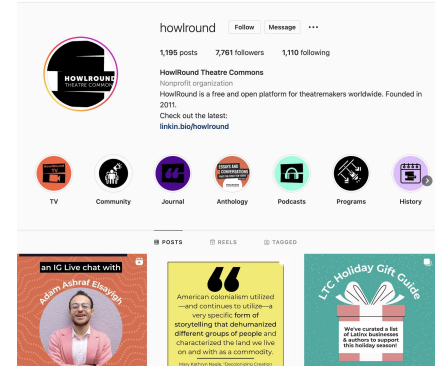 howlround Follow Message •••
1,195 posts 7,761 followers 1,110 following
HowlRound Theatre Commons
Nonprofit organization
HowlRound is a free and open platform for theatremakers worldwide. Founded in
2011.
Check out the latest:
linkin.bio/howlround
HOWLROUND
THEATRE COMMON
TV Community Journal Anthology Podcasts Programs History
POSTS REELS TAGGED
an IG Live chat with
Adam Ashraf Elsayigh
American colonialism utilized
—and continues to utilize—a
very specific form of
storytelling that dehumanized
different groups of people and
characterized the land we live
on and with as a commodity.
LTC Holiday Gift Guide
We've curated a list
of Latinx businesses
& authors to support
this holiday season!